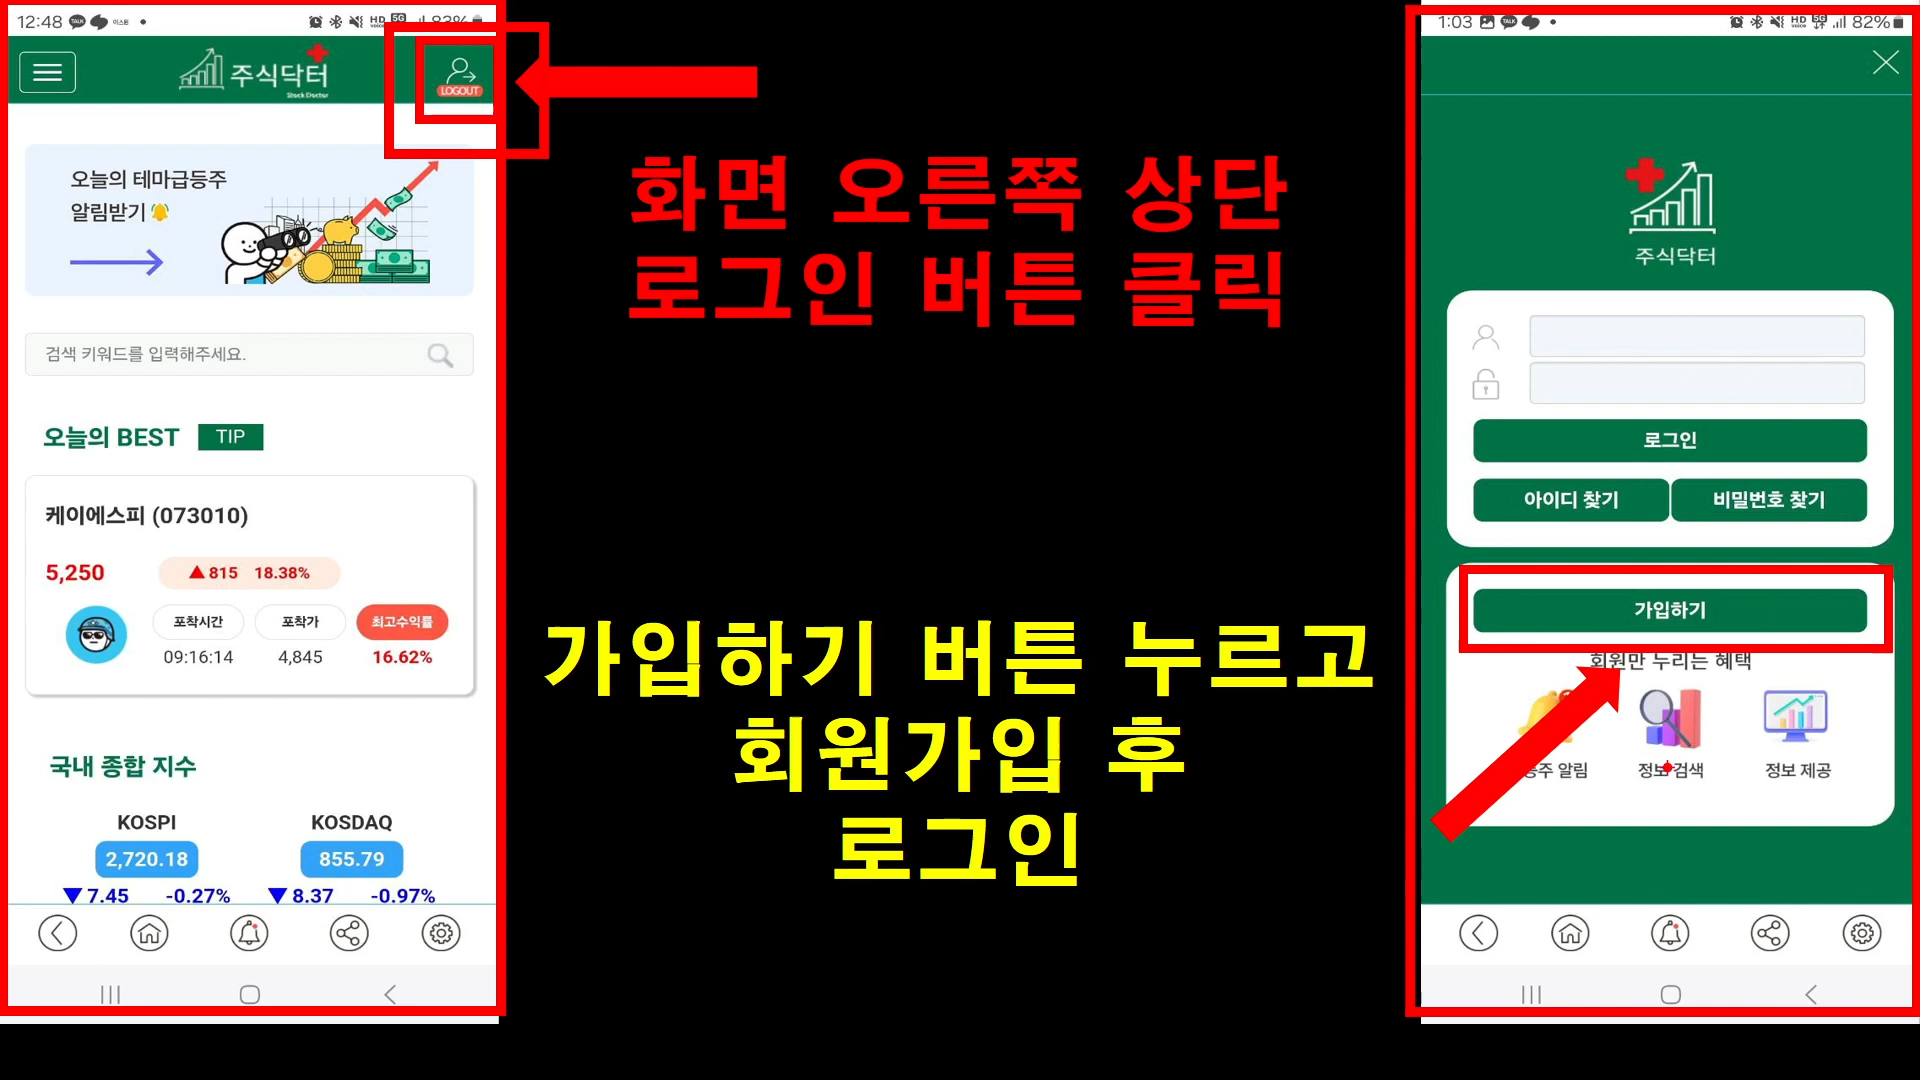 12:48
83%
주식닥터
Stock Doctor
LOGOUT
오늘의 테마급등주
알림받기
검색 키워드를 입력해주세요.
오늘의 BEST TIP
케이에스피 (073010)
5,250 ▲ 815 18.38%
포착시간 포착가 최고수익률
09:16:14 4,845 16.62%
국내 종합 지수
KOSPI KOSDAQ
2,720.18 855.79
▼ 7.45 -0.27% ▼ 8.37 -0.97%
화면 오른쪽 상단
로그인 버튼 클릭
가입하기 버튼 누르고
회원가입 후
로그인
1:03
82%
주식닥터
로그인
아이디 찾기 비밀번호 찾기
가입하기
회원만 누리는 혜택
알림 정보 검색 정보 제공